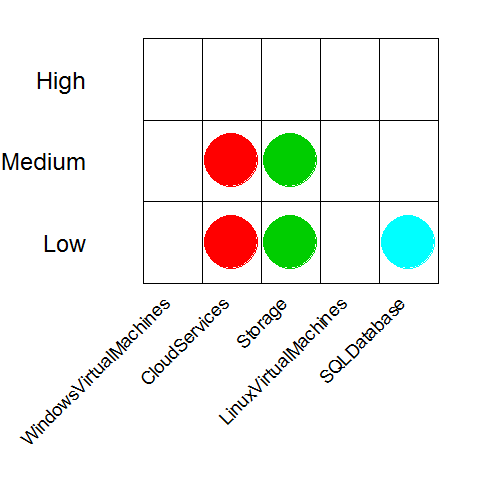 High
Medium
Low
WindowsVirtualMachines
CloudServices
Storage
LinuxVirtualMachines
SQLDatabase